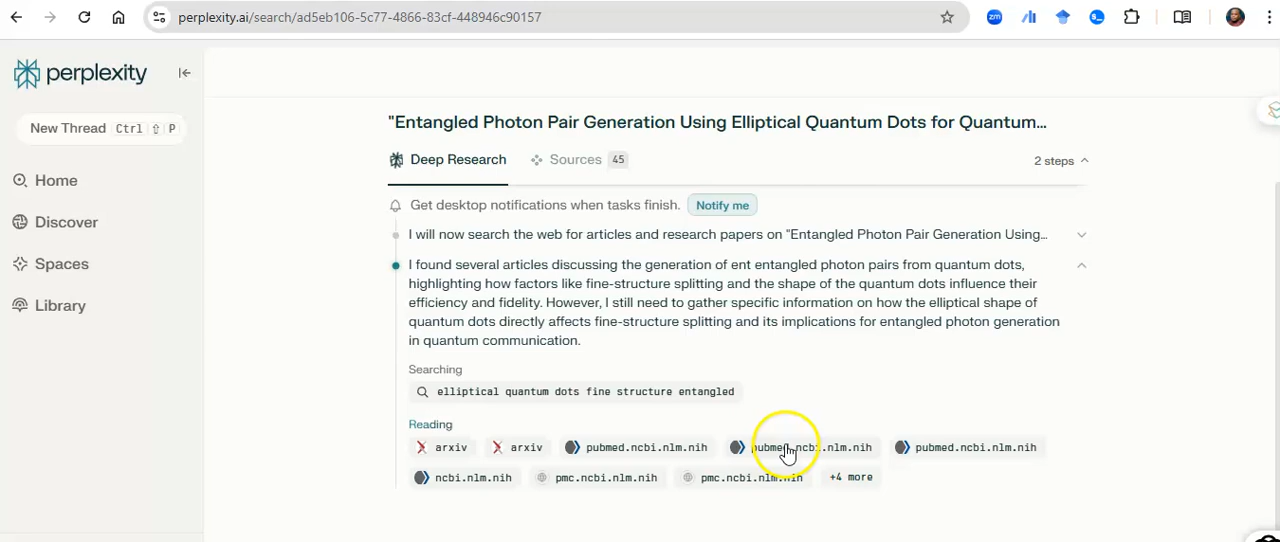 perplexity.ai/search/ad5eb106-5c77-4866-83cf-448946c90157
zm
perplexity
New Thread Ctrl ⇧ P
Home
Discover
Spaces
Library
"Entangled Photon Pair Generation Using Elliptical Quantum Dots for Quantum...
Deep Research Sources 45 2 steps
Get desktop notifications when tasks finish. Notify me
I will now search the web for articles and research papers on "Entangled Photon Pair Generation Using...
I found several articles discussing the generation of ent entangled photon pairs from quantum dots,
highlighting how factors like fine-structure splitting and the shape of the quantum dots influence their
efficiency and fidelity. However, I still need to gather specific information on how the elliptical shape of
quantum dots directly affects fine-structure splitting and its implications for entangled photon generation
in quantum communication.
Searching
elliptical quantum dots fine structure entangled
Reading
arxiv arxiv pubmed.ncbi.nlm.nih pubmed.ncbi.nlm.nih pubmed.ncbi.nlm.nih
ncbi.nlm.nih pmc.ncbi.nlm.nih pmc.ncbi.nlm.nih +4 more